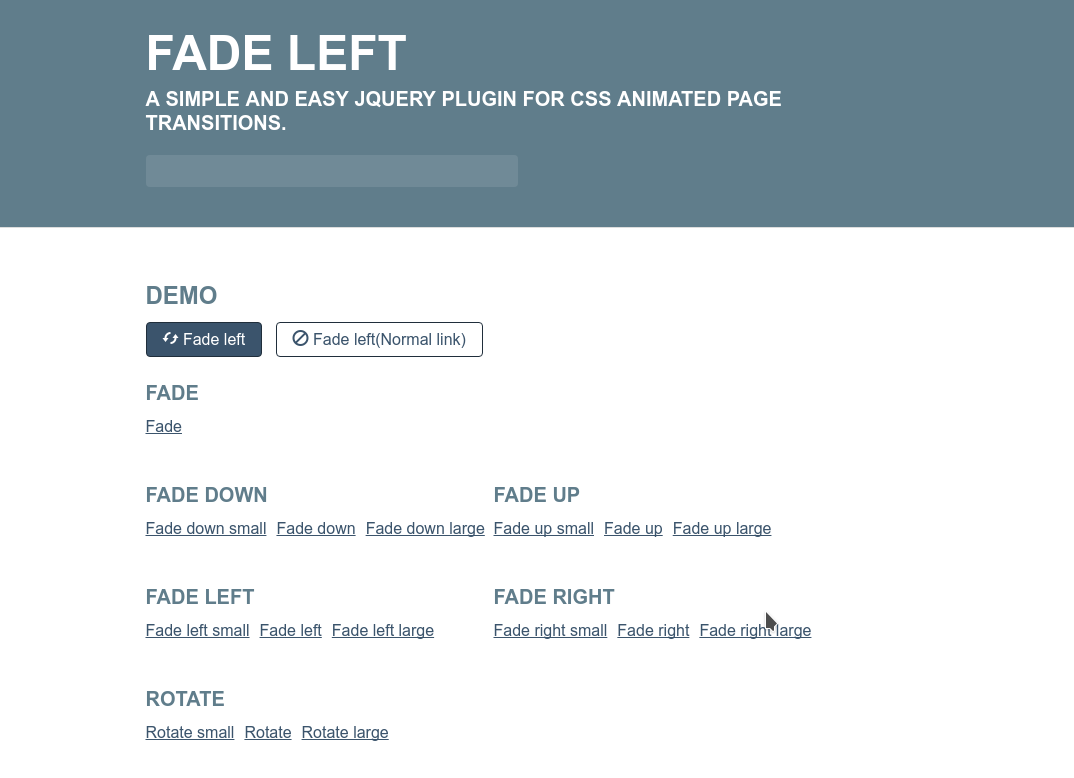 FADE LEFT
A SIMPLE AND EASY JQUERY PLUGIN FOR CSS ANIMATED PAGE
TRANSITIONS.
DEMO
Fade left Fade left(Normal link)
FADE
Fade
FADE DOWN FADE UP
Fade down small Fade down Fade down large Fade up small Fade up Fade up large
FADE LEFT FADE RIGHT
Fade left small Fade left Fade left large Fade right small Fade right Fade right large
ROTATE
Rotate small Rotate Rotate large